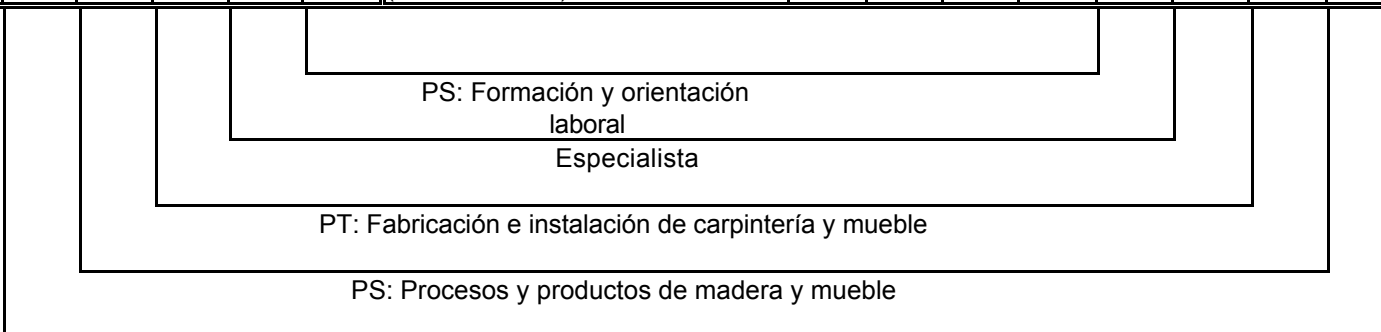 PS: Formación y orientación
laboral
Especialista
PT: Fabricación e instalación de carpintería y mueble
PS: Procesos y productos de madera y mueble